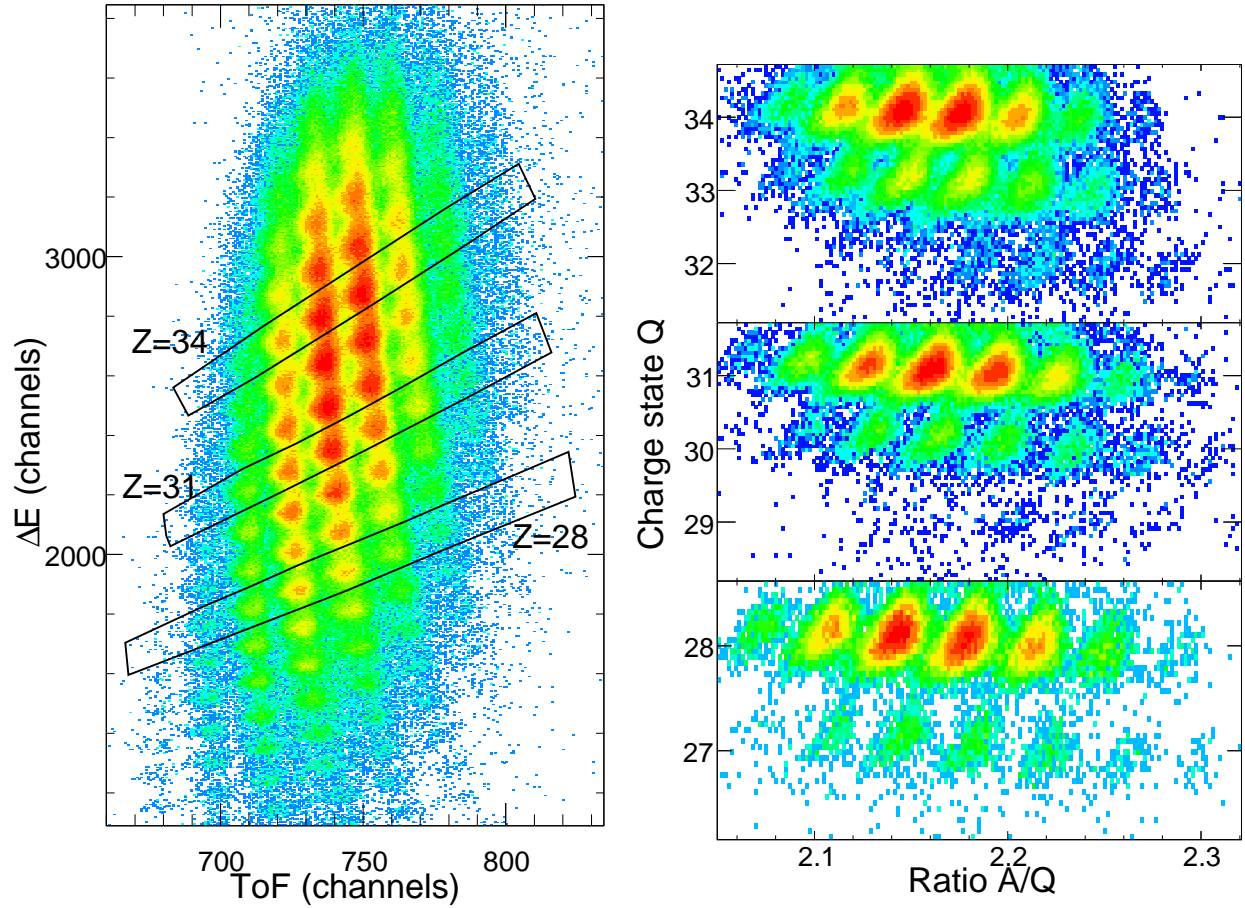 3000
2000
ΔE (channels)
Z=34
Z=31
Z=28
700
750
800
ToF (channels)
34
33
32
31
30
29
28
27
Charge state Q
2.1
2.2
2.3
Ratio A/Q